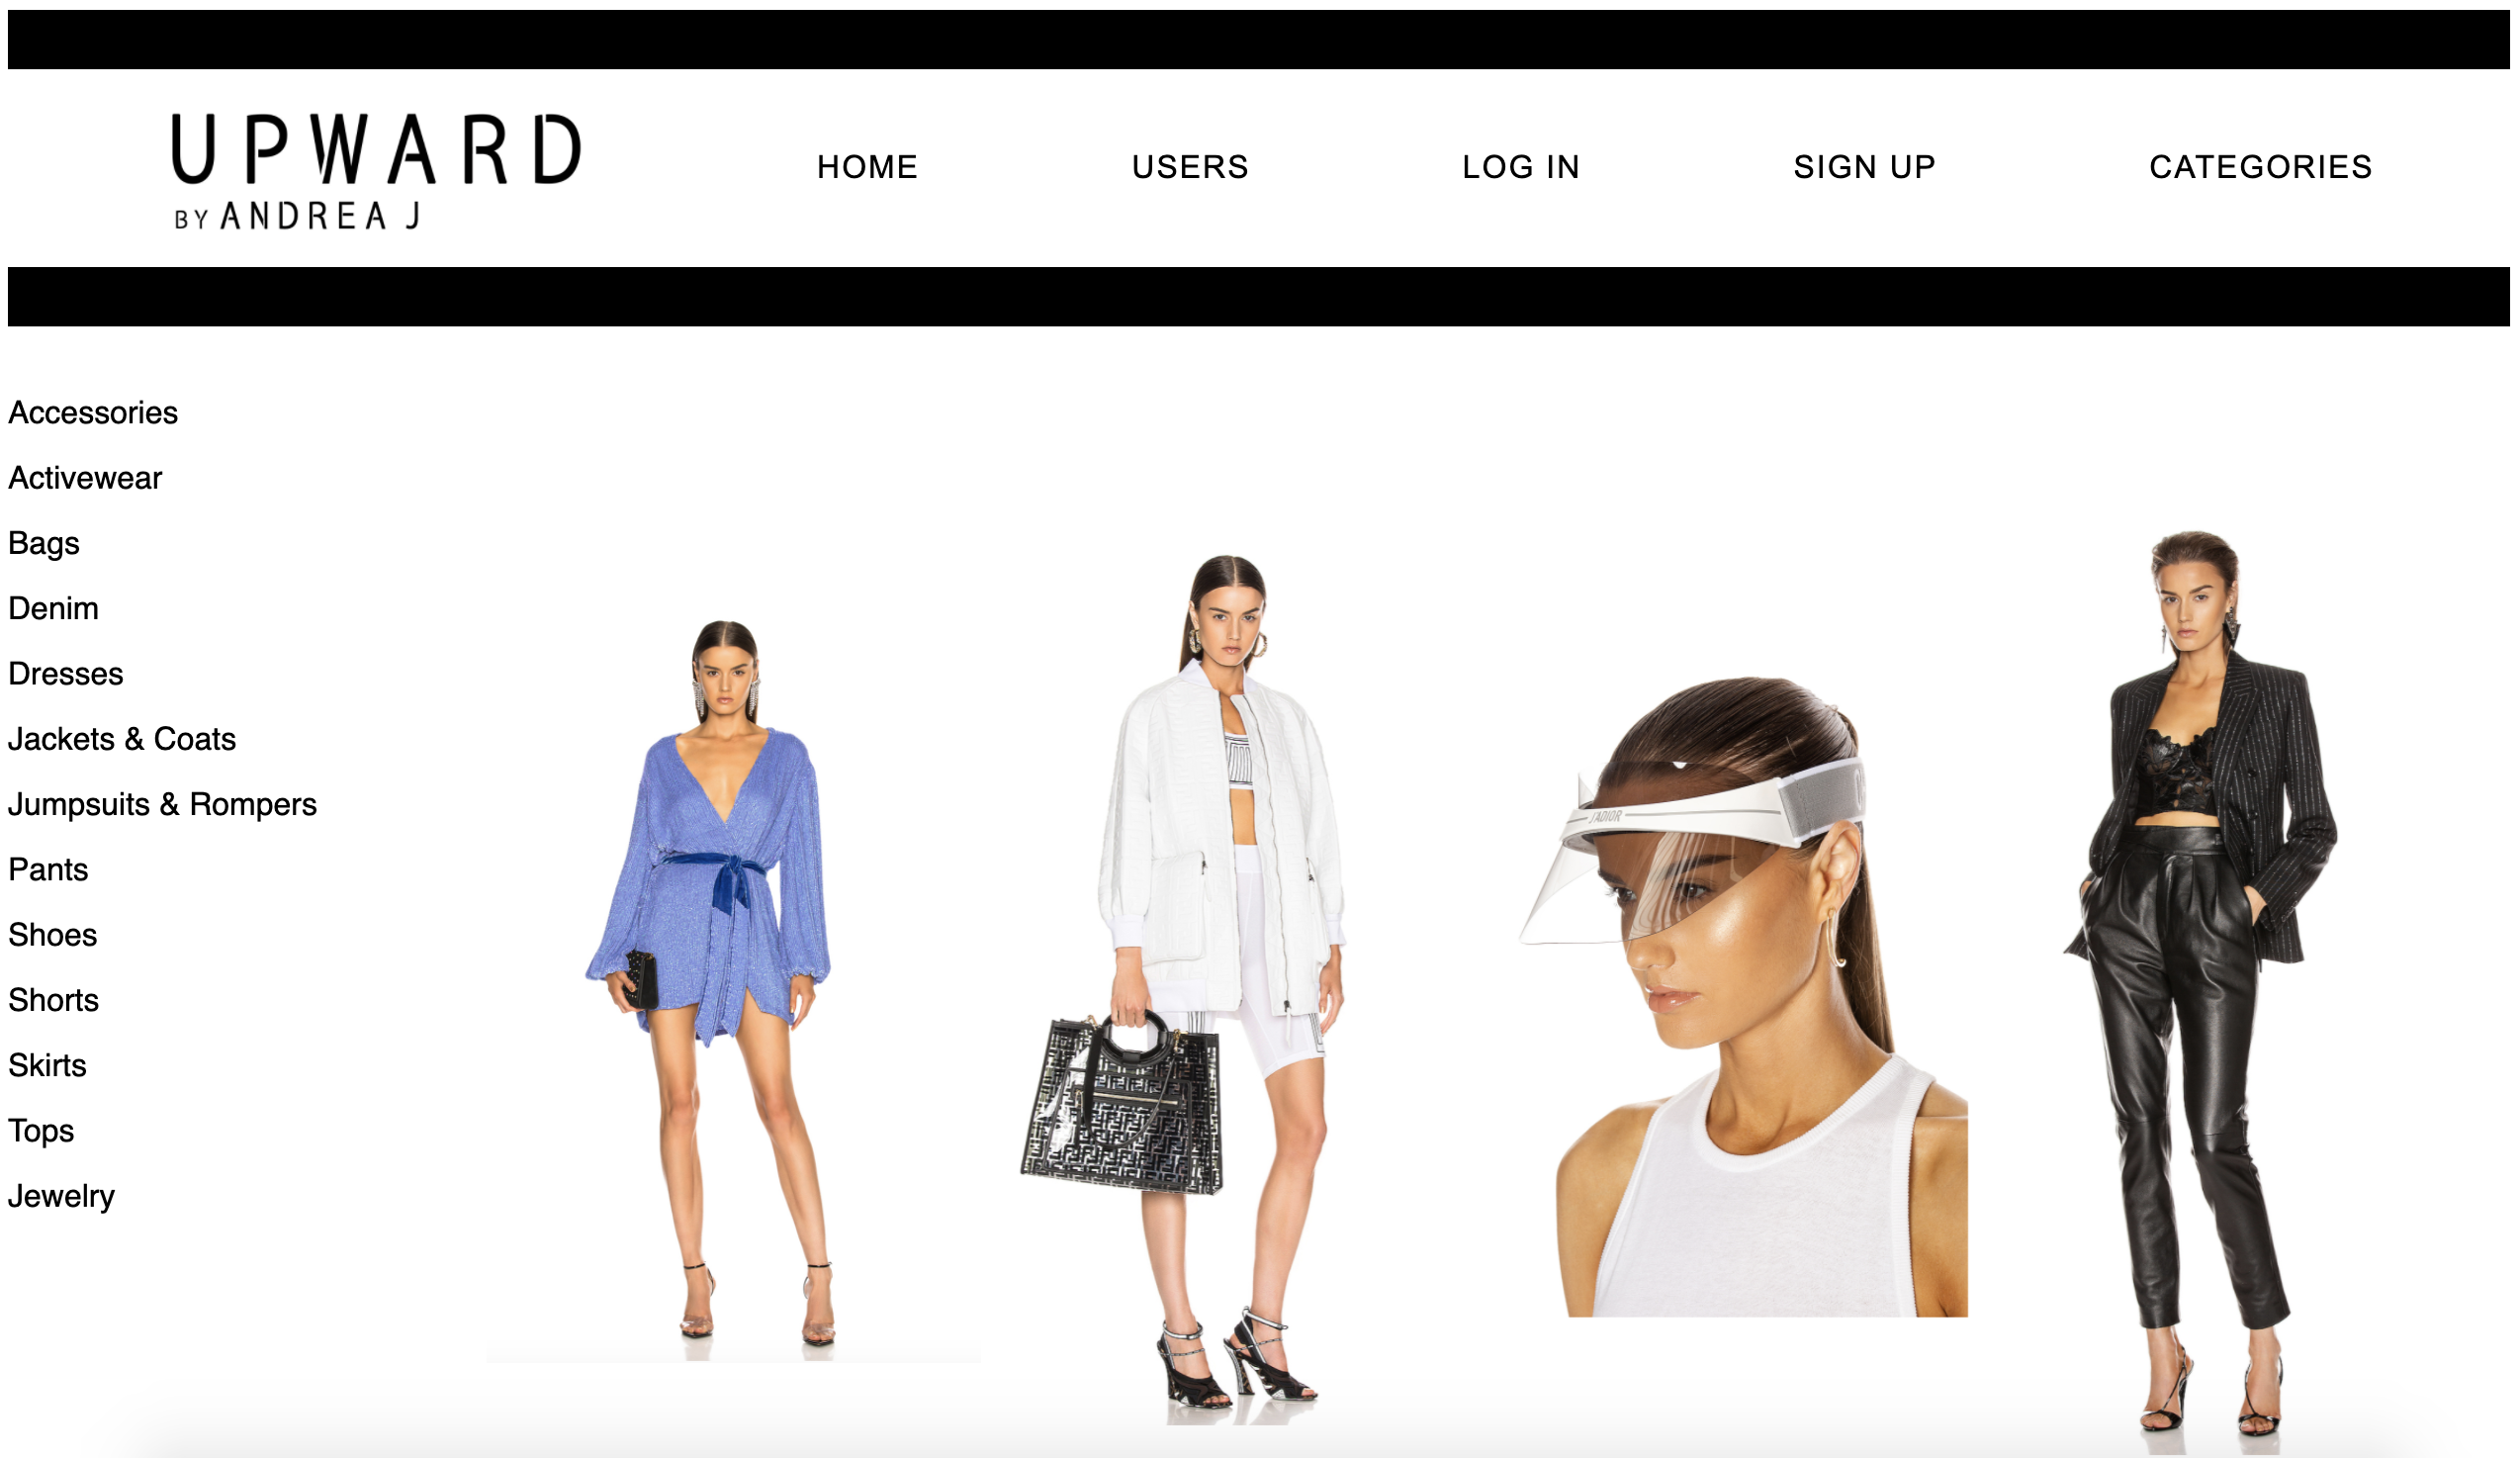 UPWARD
BY ANDREA J
HOME
USERS
LOG IN
SIGN UP
CATEGORIES
Accessories
Activewear
Bags
Denim
Dresses
Jackets & Coats
Jumpsuits & Rompers
Pants
Shoes
Shorts
Skirts
Tops
Jewelry
J'ADIOR